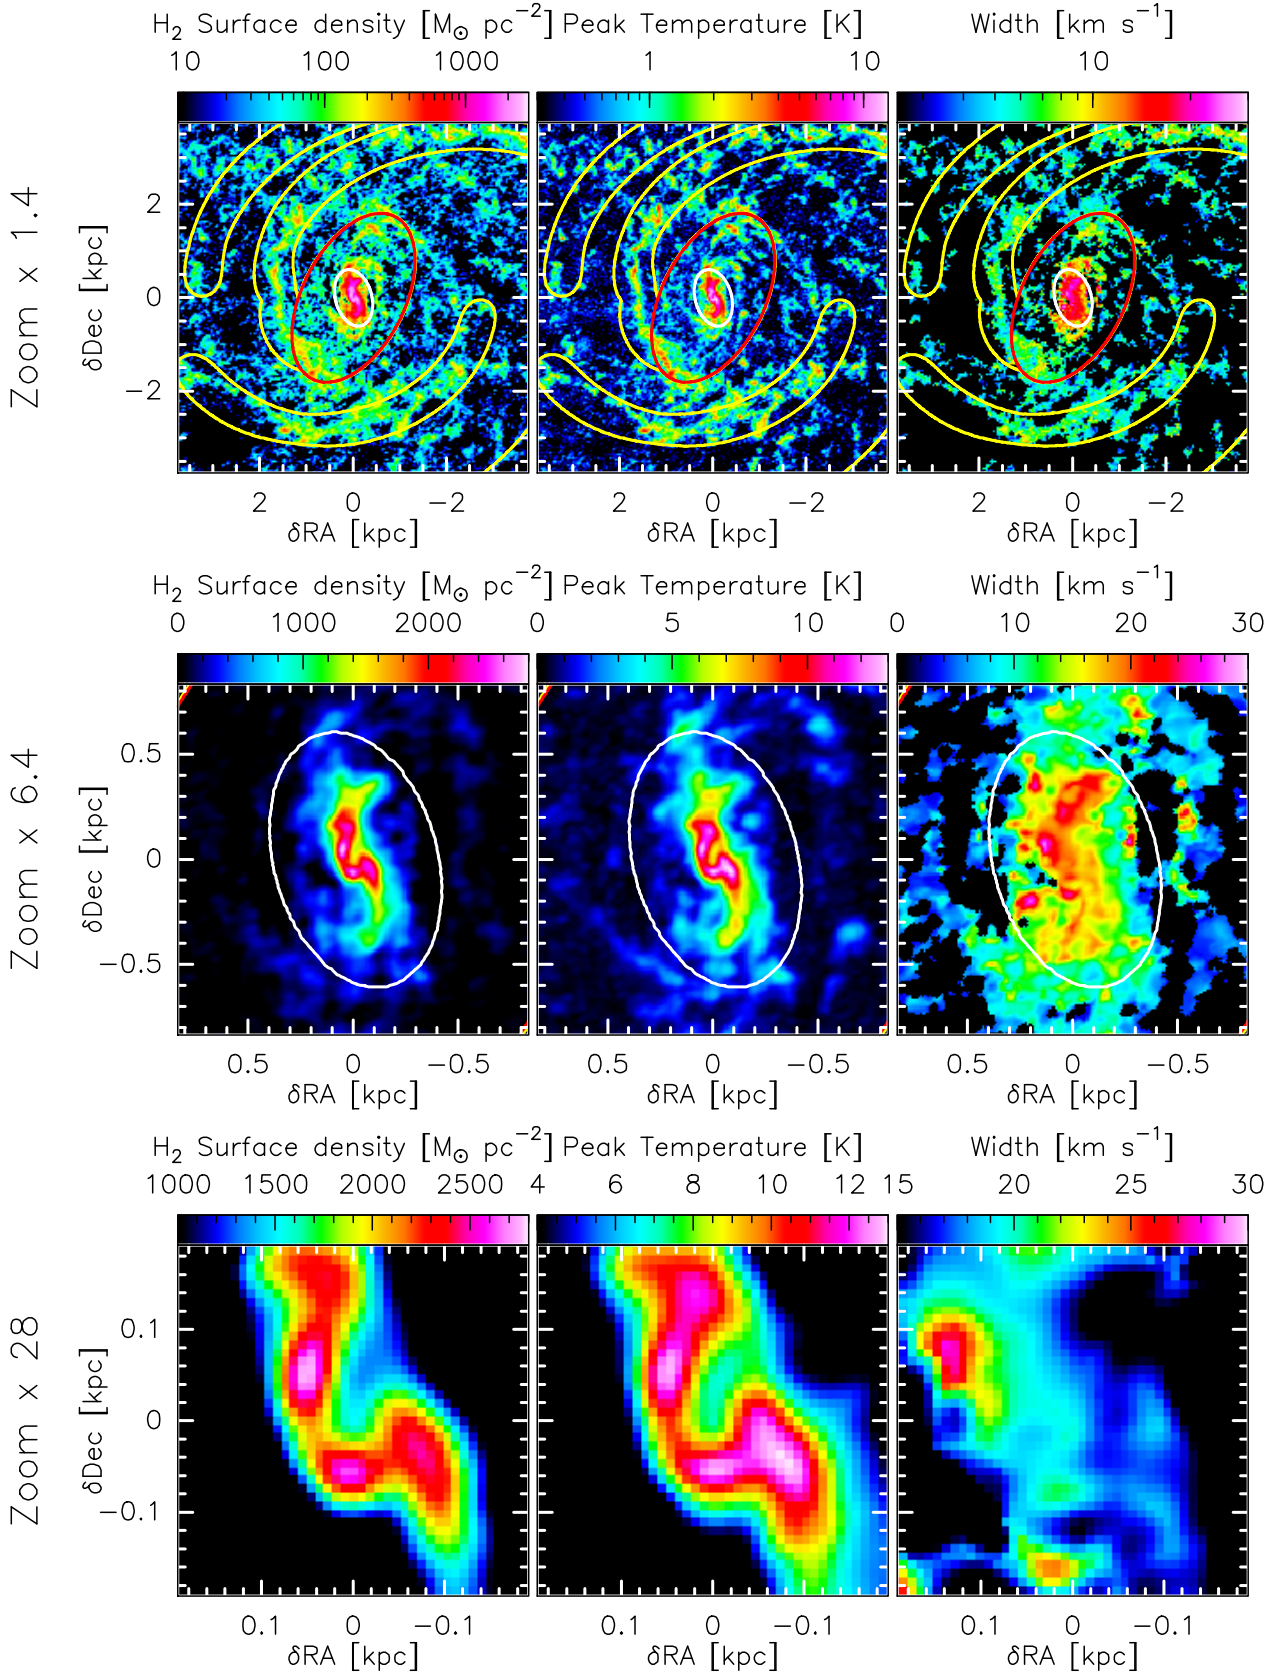 H₂ Surface density [M⊙ pc⁻²] Peak Temperature [K] Width [km s⁻¹]
10 100 1000 1 10 10
Zoom x 1.4
δDec [kpc]
2
0
−2
2 0 −2 2 0 −2 2 0 −2
δRA [kpc] δRA [kpc] δRA [kpc]
H₂ Surface density [M⊙ pc⁻²] Peak Temperature [K] Width [km s⁻¹]
0 1000 2000 0 5 10 0 10 20 30
Zoom x 6.4
δDec [kpc]
0.5
0
−0.5
0.5 0 −0.5 0.5 0 −0.5 0.5 0 −0.5
δRA [kpc] δRA [kpc] δRA [kpc]
H₂ Surface density [M⊙ pc⁻²] Peak Temperature [K] Width [km s⁻¹]
1000 1500 2000 2500 4 6 8 10 12 15 20 25 30
Zoom x 28
δDec [kpc]
0.1
0
−0.1
0.1 0 −0.1 0.1 0 −0.1 0.1 0 −0.1
δRA [kpc] δRA [kpc] δRA [kpc]